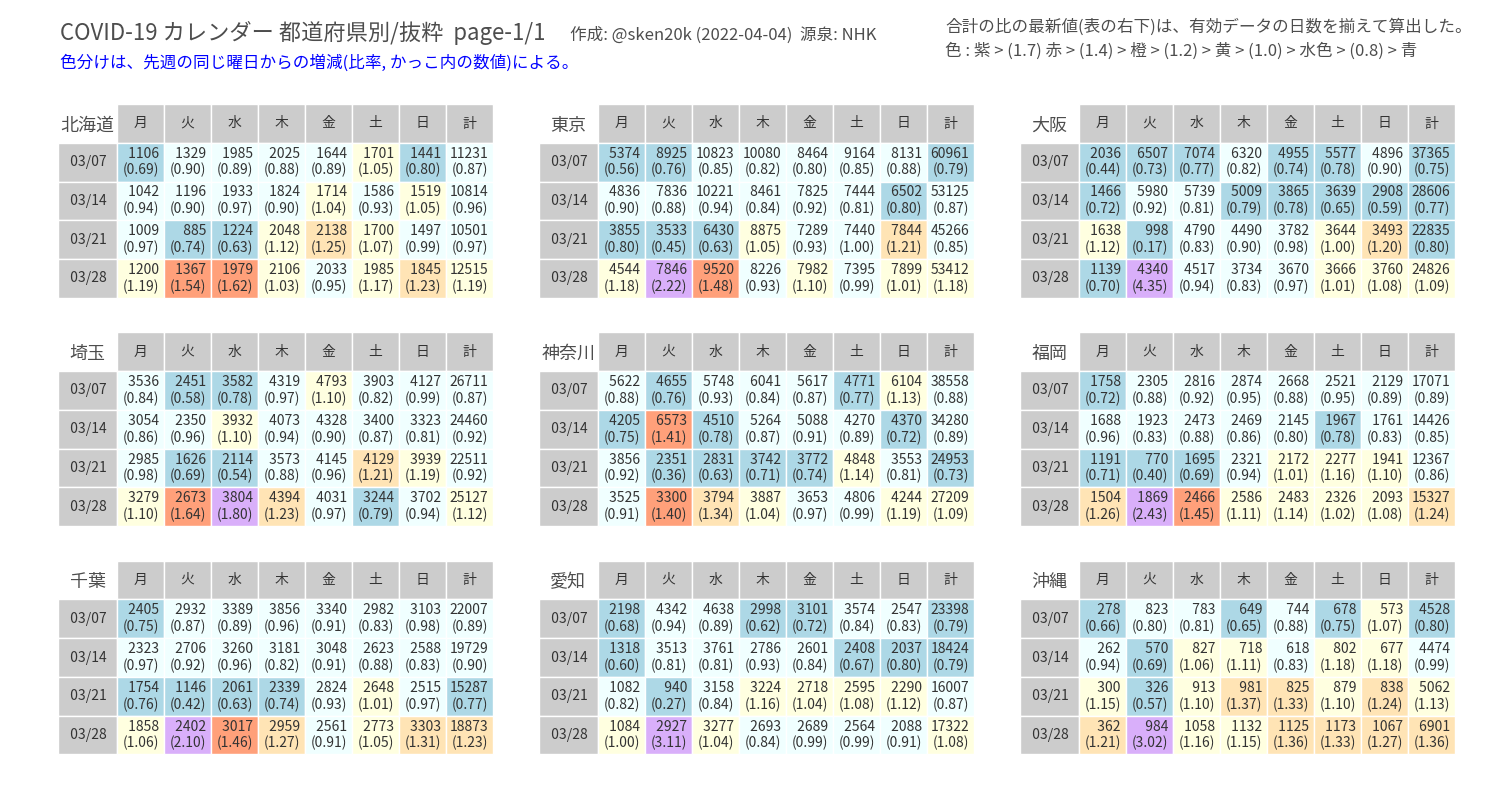 COVID-19 カレンダー 都道府県別/抜粋 page-1/1 作成: @sken20k (2022-04-04) 源泉: NHK
合計の比の最新値(表の右下)は、有効データの日数を揃えて算出した。
色分けは、先週の同じ曜日からの増減(比率, かっこ内の数値)による。
色 : 紫 > (1.7) 赤 > (1.4) > 橙 > (1.2) > 黄 > (1.0) > 水色 > (0.8) > 青
北海道 月 火 水 木 金 土 日 計
03/07 1106 1329 1985 2025 1644 1701 1441 11231
(0.69) (0.90) (0.89) (0.88) (0.89) (1.05) (0.80) (0.87)
03/14 1042 1196 1933 1824 1714 1586 1519 10814
(0.94) (0.90) (0.97) (0.90) (1.04) (0.93) (1.05) (0.96)
03/21 1009 885 1224 2048 2138 1700 1497 10501
(0.97) (0.74) (0.63) (1.12) (1.25) (1.07) (0.99) (0.97)
03/28 1200 1367 1979 2106 2033 1985 1845 12515
(1.19) (1.54) (1.62) (1.03) (0.95) (1.17) (1.23) (1.19)
東京 月 火 水 木 金 土 日 計
03/07 5374 8925 10823 10080 8464 9164 8131 60961
(0.56) (0.76) (0.85) (0.82) (0.80) (0.85) (0.88) (0.79)
03/14 4836 7836 10221 8461 7825 7444 6502 53125
(0.90) (0.88) (0.94) (0.84) (0.92) (0.81) (0.80) (0.87)
03/21 3855 3533 6430 8875 7289 7440 7844 45266
(0.80) (0.45) (0.63) (1.05) (0.93) (1.00) (1.21) (0.85)
03/28 4544 7846 9520 8226 7982 7395 7899 53412
(1.18) (2.22) (1.48) (0.93) (1.10) (0.99) (1.01) (1.18)
大阪 月 火 水 木 金 土 日 計
03/07 2036 6507 7074 6320 4955 5577 4896 37365
(0.44) (0.73) (0.77) (0.82) (0.74) (0.78) (0.90) (0.75)
03/14 1466 5980 5739 5009 3865 3639 2908 28606
(0.72) (0.92) (0.81) (0.79) (0.78) (0.65) (0.59) (0.77)
03/21 1638 998 4790 4490 3782 3644 3493 22835
(1.12) (0.17) (0.83) (0.90) (0.98) (1.00) (1.20) (0.80)
03/28 1139 4340 4517 3734 3670 3666 3760 24826
(0.70) (4.35) (0.94) (0.83) (0.97) (1.01) (1.08) (1.09)
埼玉 月 火 水 木 金 土 日 計
03/07 3536 2451 3582 4319 4793 3903 4127 26711
(0.84) (0.58) (0.78) (0.97) (1.10) (0.82) (0.99) (0.87)
03/14 3054 2350 3932 4073 4328 3400 3323 24460
(0.86) (0.96) (1.10) (0.94) (0.90) (0.87) (0.81) (0.92)
03/21 2985 1626 2114 3573 4145 4129 3939 22511
(0.98) (0.69) (0.54) (0.88) (0.96) (1.21) (1.19) (0.92)
03/28 3279 2673 3804 4394 4031 3244 3702 25127
(1.10) (1.64) (1.80) (1.23) (0.97) (0.79) (0.94) (1.12)
神奈川 月 火 水 木 金 土 日 計
03/07 5622 4655 5748 6041 5617 4771 6104 38558
(0.88) (0.76) (0.93) (0.84) (0.87) (0.77) (1.13) (0.88)
03/14 4205 6573 4510 5264 5088 4270 4370 34280
(0.75) (1.41) (0.78) (0.87) (0.91) (0.89) (0.72) (0.89)
03/21 3856 2351 2831 3742 3772 4848 3553 24953
(0.92) (0.36) (0.63) (0.71) (0.74) (1.14) (0.81) (0.73)
03/28 3525 3300 3794 3887 3653 4806 4244 27209
(0.91) (1.40) (1.34) (1.04) (0.97) (0.99) (1.19) (1.09)
福岡 月 火 水 木 金 土 日 計
03/07 1758 2305 2816 2874 2668 2521 2129 17071
(0.72) (0.88) (0.92) (0.95) (0.88) (0.95) (0.89) (0.89)
03/14 1688 1923 2473 2469 2145 1967 1761 14426
(0.96) (0.83) (0.88) (0.86) (0.80) (0.78) (0.83) (0.85)
03/21 1191 770 1695 2321 2172 2277 1941 12367
(0.71) (0.40) (0.69) (0.94) (1.01) (1.16) (1.10) (0.86)
03/28 1504 1869 2466 2586 2483 2326 2093 15327
(1.26) (2.43) (1.45) (1.11) (1.14) (1.02) (1.08) (1.24)
千葉 月 火 水 木 金 土 日 計
03/07 2405 2932 3389 3856 3340 2982 3103 22007
(0.75) (0.87) (0.89) (0.96) (0.91) (0.83) (0.98) (0.89)
03/14 2323 2706 3260 3181 3048 2623 2588 19729
(0.97) (0.92) (0.96) (0.82) (0.91) (0.88) (0.83) (0.90)
03/21 1754 1146 2061 2339 2824 2648 2515 15287
(0.76) (0.42) (0.63) (0.74) (0.93) (1.01) (0.97) (0.77)
03/28 1858 2402 3017 2959 2561 2773 3303 18873
(1.06) (2.10) (1.46) (1.27) (0.91) (1.05) (1.31) (1.23)
愛知 月 火 水 木 金 土 日 計
03/07 2198 4342 4638 2998 3101 3574 2547 23398
(0.68) (0.94) (0.89) (0.62) (0.72) (0.84) (0.83) (0.79)
03/14 1318 3513 3761 2786 2601 2408 2037 18424
(0.60) (0.81) (0.81) (0.93) (0.84) (0.67) (0.80) (0.79)
03/21 1082 940 3158 3224 2718 2595 2290 16007
(0.82) (0.27) (0.84) (1.16) (1.04) (1.08) (1.12) (0.87)
03/28 1084 2927 3277 2693 2689 2564 2088 17322
(1.00) (3.11) (1.04) (0.84) (0.99) (0.99) (0.91) (1.08)
沖縄 月 火 水 木 金 土 日 計
03/07 278 823 783 649 744 678 573 4528
(0.66) (0.80) (0.81) (0.65) (0.88) (0.75) (1.07) (0.80)
03/14 262 570 827 718 618 802 677 4474
(0.94) (0.69) (1.06) (1.11) (0.83) (1.18) (1.18) (0.99)
03/21 300 326 913 981 825 879 838 5062
(1.15) (0.57) (1.10) (1.37) (1.33) (1.10) (1.24) (1.13)
03/28 362 984 1058 1132 1125 1173 1067 6901
(1.21) (3.02) (1.16) (1.15) (1.36) (1.33) (1.27) (1.36)